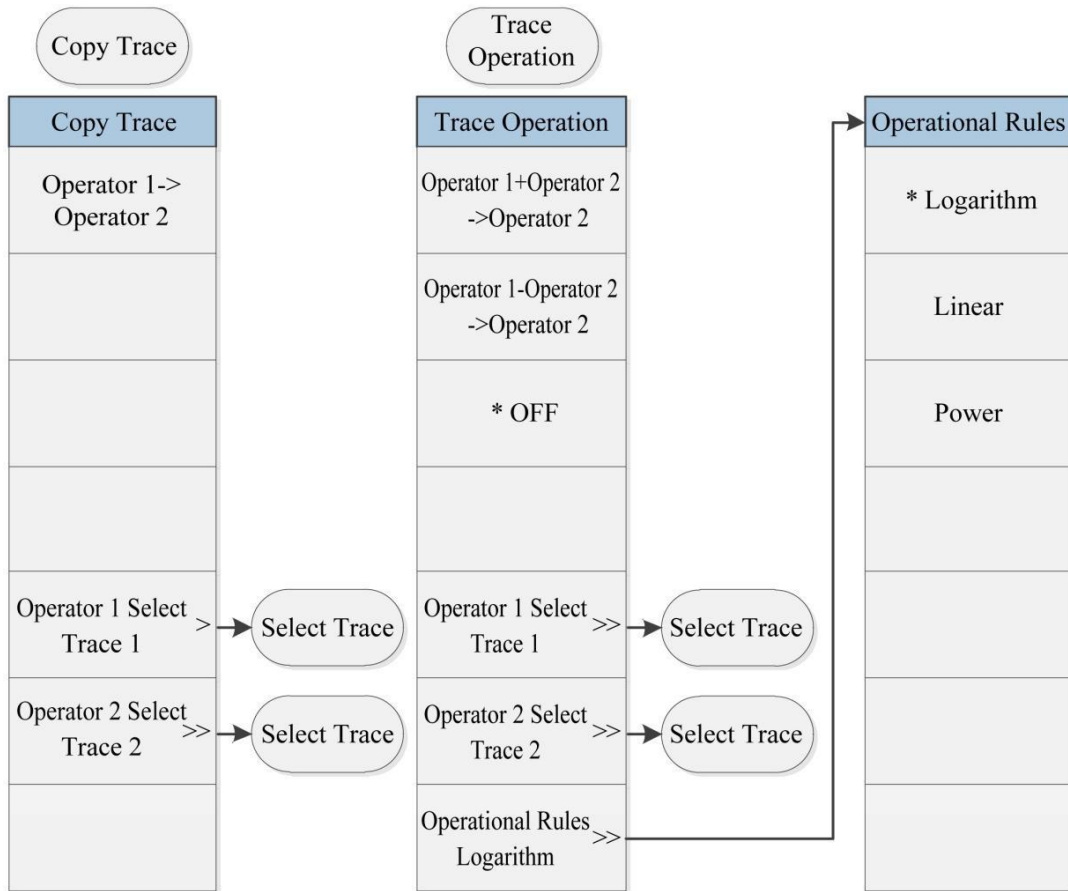 Copy Trace
Copy Trace
Operator 1->
Operator 2
Operator 1 Select
Trace 1
>
Select Trace
Operator 2 Select
Trace 2
>>
Select Trace
Trace
Operation
Trace Operation
Operator 1+Operator 2
->Operator 2
Operator 1-Operator 2
->Operator 2
* OFF
Operator 1 Select
Trace 1
>>
Select Trace
Operator 2 Select
Trace 2
>>
Select Trace
Operational Rules
Logarithm
>>
Operational Rules
* Logarithm
Linear
Power